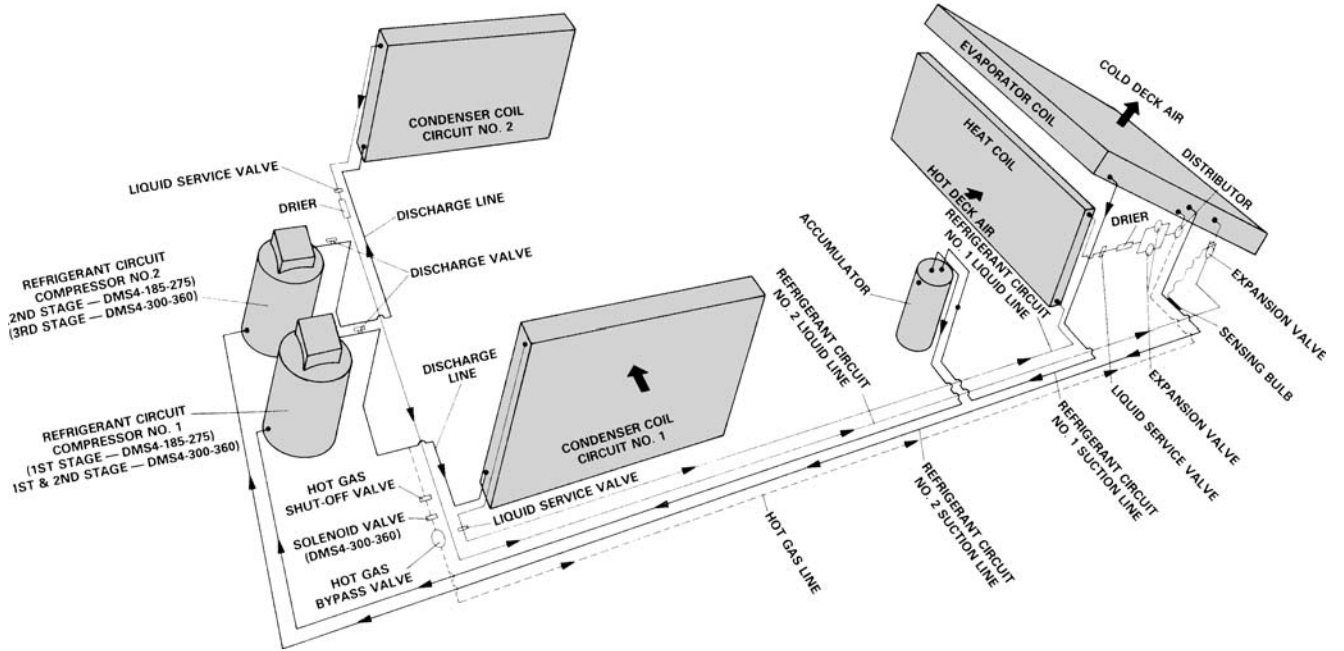 CONDENSER COIL
CIRCUIT NO. 2
LIQUID SERVICE VALVE
DRIER
DISCHARGE LINE
DISCHARGE VALVE
REFRIGERANT CIRCUIT
COMPRESSOR NO.2
2ND STAGE — DMS4-185-275)
(3RD STAGE — DMS4-300-360)
REFRIGERANT CIRCUIT
COMPRESSOR NO. 1
(1ST STAGE — DMS4-185-275)
1ST & 2ND STAGE — DMS4-300-360)
DISCHARGE
LINE
CONDENSER COIL
CIRCUIT NO. 1
HOT GAS
SHUT-OFF VALVE
SOLENOID VALVE
(DMS4-300-360)
HOT GAS
BYPASS VALVE
LIQUID SERVICE VALVE
ACCUMULATOR
REFRIGERANT CIRCUIT
NO. 2 LIQUID LINE
REFRIGERANT CIRCUIT
NO. 1 LIQUID LINE
HOT DECK AIR
HEAT COIL
EVAPORATOR COIL
COLD DECK AIR
DISTRIBUTOR
DRIER
EXPANSION VALVE
SENSING BULB
EXPANSION VALVE
LIQUID SERVICE VALVE
REFRIGERANT CIRCUIT
NO. 1 SUCTION LINE
REFRIGERANT CIRCUIT
NO. 2 SUCTION LINE
HOT GAS LINE